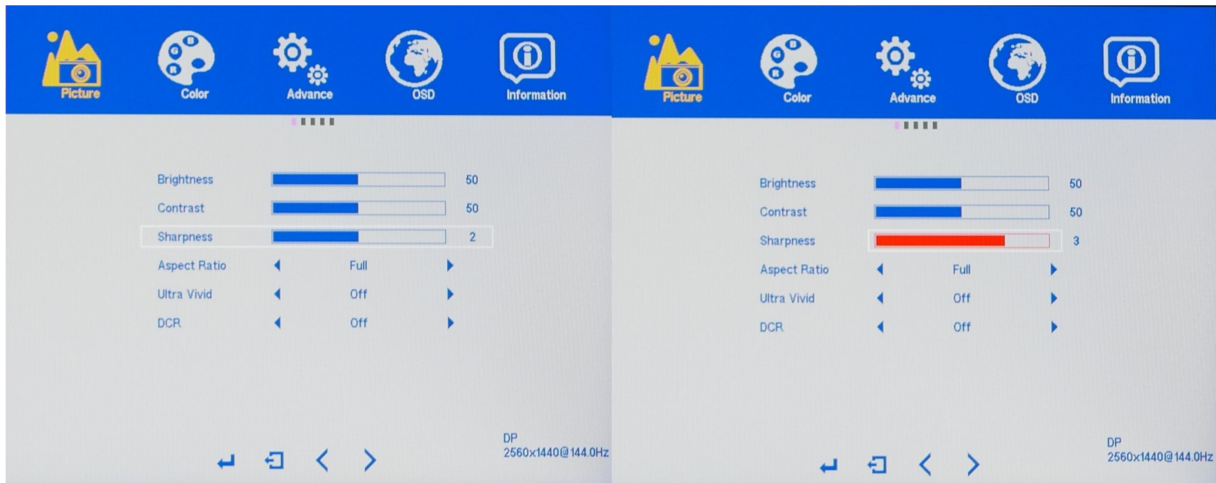 Picture Color Advance OSD Information
Brightness 50
Contrast 50
Sharpness 2
Aspect Ratio Full
Ultra Vivid Off
DCR Off
DP
2560x1440@144.0Hz
Picture Color Advance OSD Information
Brightness 50
Contrast 50
Sharpness 3
Aspect Ratio Full
Ultra Vivid Off
DCR Off
DP
2560x1440@144.0Hz